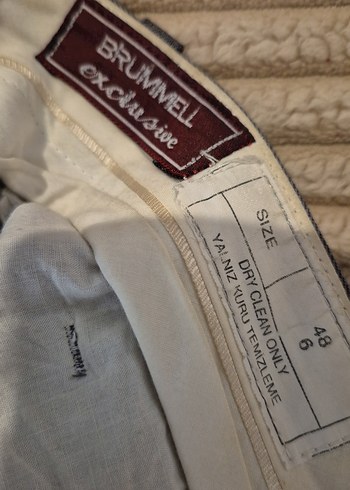 BRUMMELL
exclusive
SIZE 48
6
DRY CLEAN ONLY
YALNIZ KURU TEMİZLEME